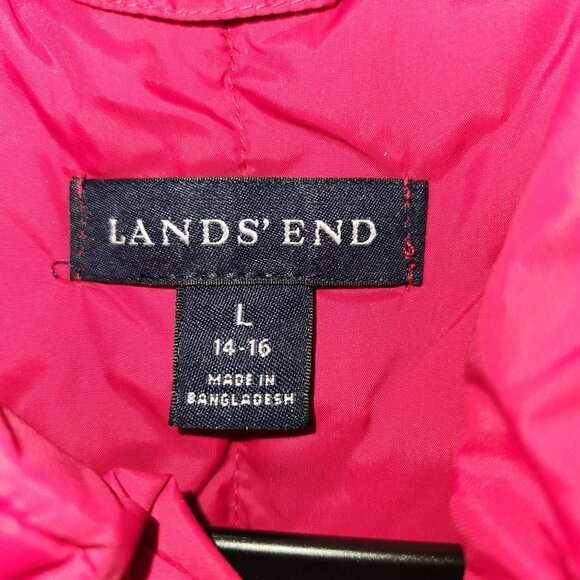 LANDS' END
L
14-16
MADE IN
BANGLADESH